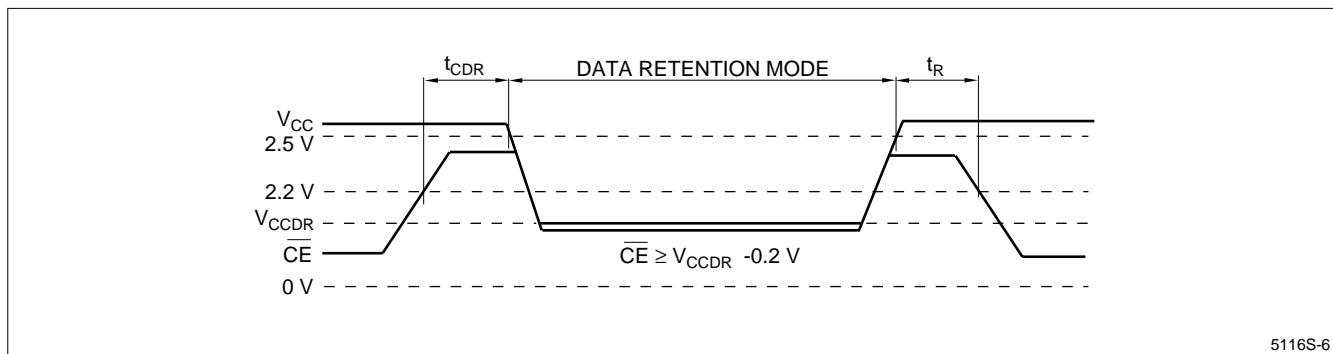 tCDR
DATA RETENTION MODE
tR
VCC
2.5 V
2.2 V
VCCDR
CE
CE ≥ VCCDR -0.2 V
0 V
5116S-6